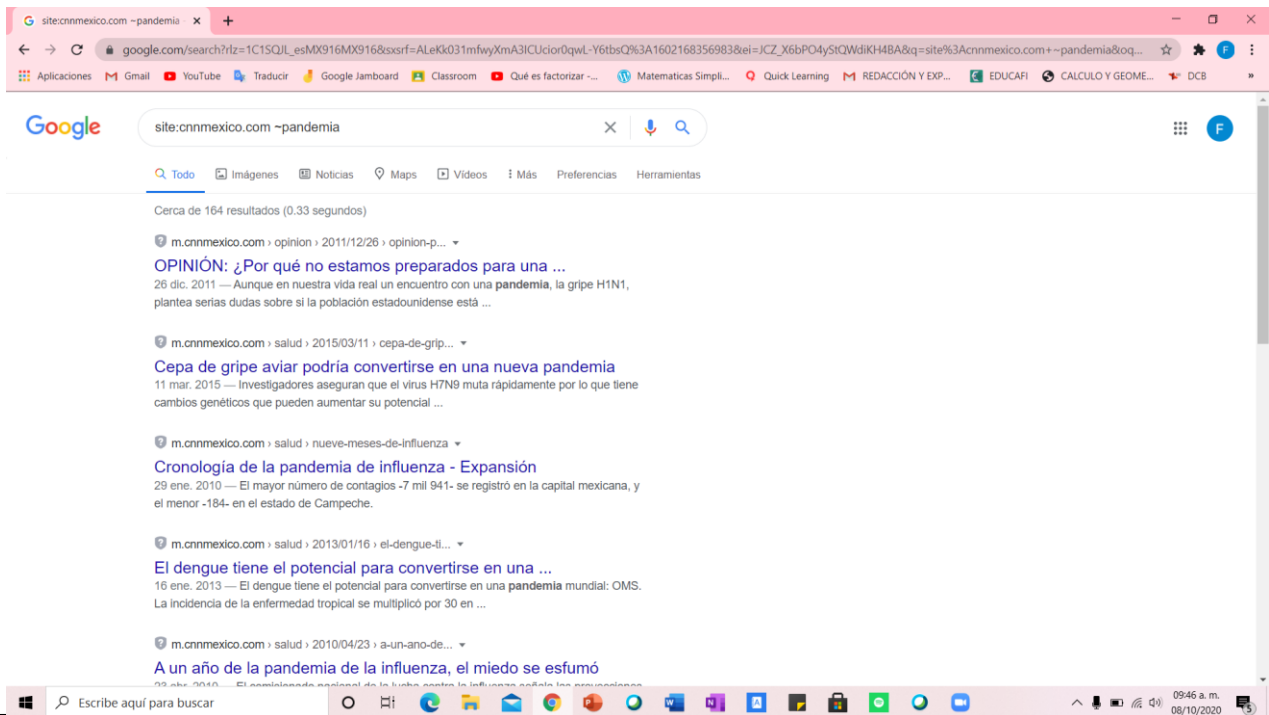 site:cnnmexico.com ~pandemia
google.com/search?rlz=1C1SQJL_esMX916MX916&sxsrf=ALeKk031mfwyXmA3ICUcior0qwL-Y6tbsQ%3A1602168356983&ei=JCZ_X6bPO4yStQWdiKH4BA&q=site%3Acnnmexico.com+~pandemia&oq...
Aplicaciones Gmail YouTube Traducir Google Jamboard Classroom Qué es factorizar -... Matematicas Simpli... Quick Learning REDACCIÓN Y EXP... EDUCAFI CALCULO Y GEOME... DCB »
Google site:cnnmexico.com ~pandemia F
Todo Imágenes Noticias Maps Vídeos Más Preferencias Herramientas
Cerca de 164 resultados (0.33 segundos)
m.cnnmexico.com › opinion › 2011/12/26 › opinion-p...
OPINIÓN: ¿Por qué no estamos preparados para una ...
26 dic. 2011 — Aunque en nuestra vida real un encuentro con una pandemia, la gripe H1N1,
plantea serias dudas sobre si la población estadounidense está ...
m.cnnmexico.com › salud › 2015/03/11 › cepa-de-grip...
Cepa de gripe aviar podría convertirse en una nueva pandemia
11 mar. 2015 — Investigadores aseguran que el virus H7N9 muta rápidamente por lo que tiene
cambios genéticos que pueden aumentar su potencial ...
m.cnnmexico.com › salud › nueve-meses-de-influenza
Cronología de la pandemia de influenza - Expansión
29 ene. 2010 — El mayor número de contagios -7 mil 941- se registró en la capital mexicana, y
el menor -184- en el estado de Campeche.
m.cnnmexico.com › salud › 2013/01/16 › el-dengue-ti...
El dengue tiene el potencial para convertirse en una ...
16 ene. 2013 — El dengue tiene el potencial para convertirse en una pandemia mundial: OMS.
La incidencia de la enfermedad tropical se multiplicó por 30 en ...
m.cnnmexico.com › salud › 2010/04/23 › a-un-ano-de...
A un año de la pandemia de la influenza, el miedo se esfumó
Escribe aquí para buscar
09:46 a. m.
08/10/2020